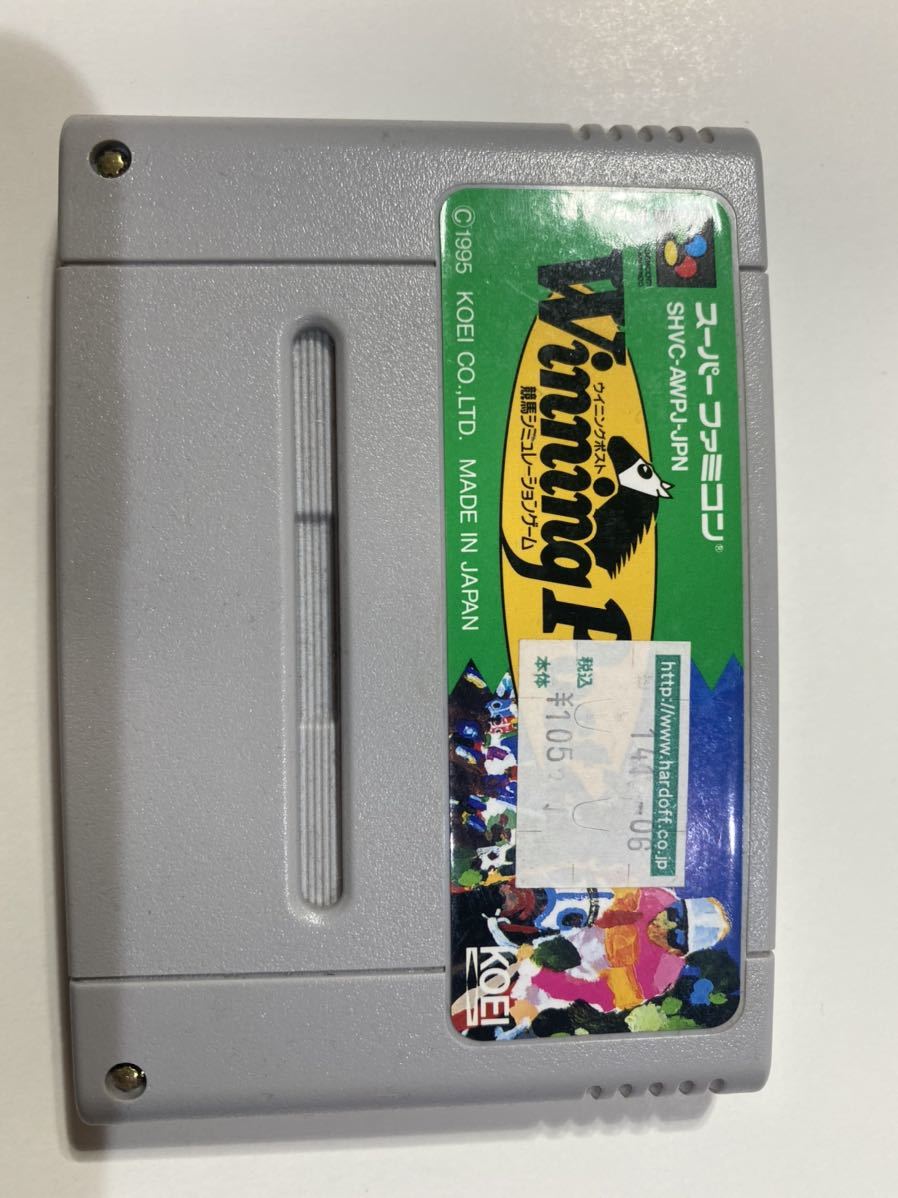 スーパーファミコン®
SHVC-AWPJ-JPN
Winning P
ウイニングポスト
競馬シミュレーションゲーム
©1995 KOEI CO.,LTD. MADE IN JAPAN
http://www.hardoff.co.jp
-06
税込
本体
¥105
KOEI